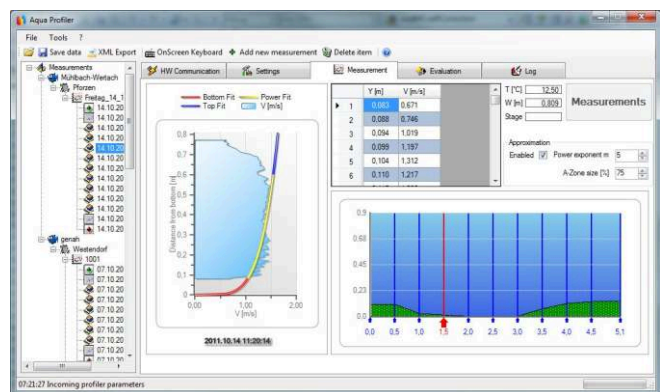 Aqua Profiler
File Tools ?
Save data XML Export OnScreen Keyboard Add new measurement Delete item
Measurements
Mühlbach-Wertach
Pforzen
Freitag_14_1
14.10.20
14.10.20
14.10.20
14.10.20
14.10.20
14.10.20
14.10.20
14.10.20
14.10.20
14.10.20
14.10.20
genah
Westendorf
1001
07.10.20
07.10.20
07.10.20
07.10.20
07.10.20
07.10.20
07.10.20
07.10.20
07.10.20
07.10.20
HW Communication Settings Measurement Evaluation Log
Bottom Fit Power Fit
Top Fit V [m/s]
Distance from bottom [m]
0,8
0,7
0,6
0,5
0,4
0,3
0,2
0,1
0
0,00 1,00 2,00
V [m/s]
2011.10.14 11:20:14
Y [m] V [m/s]
1 0,083 0,671
2 0,088 0,746
3 0,094 1,019
4 0,099 1,197
5 0,104 1,312
6 0,110 1,217
T [°C] 12,50
W [m] 0,809
Stage
Measurements
Approximation
Enabled Power exponent m 5
A-Zone size [%] 75
0,9
0,68
0,45
0,23
0,0
0,0 0,5 1,0 1,5 2,0 2,5 3,0 3,5 4,0 4,5 5,1
07:21:27 Incoming profiler parameters